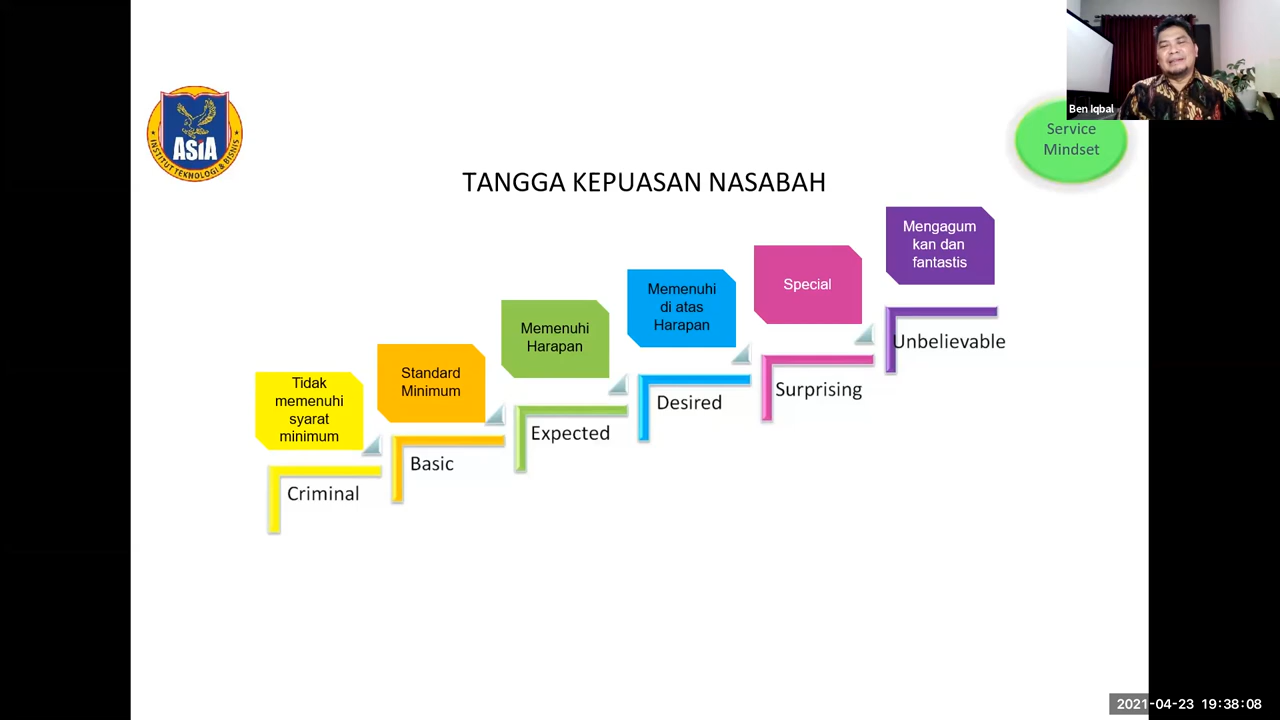 Ben Iqbal
Service
Mindset
ASIA
INSTITUT TEKNOLOGI & BISNIS
TANGGA KEPUASAN NASABAH
Tidak
memenuhi
syarat
minimum
Criminal
Standard
Minimum
Basic
Memenuhi
Harapan
Expected
Memenuhi
di atas
Harapan
Desired
Special
Surprising
Mengagum
kan dan
fantastis
Unbelievable
2021-04-23 19:38:08